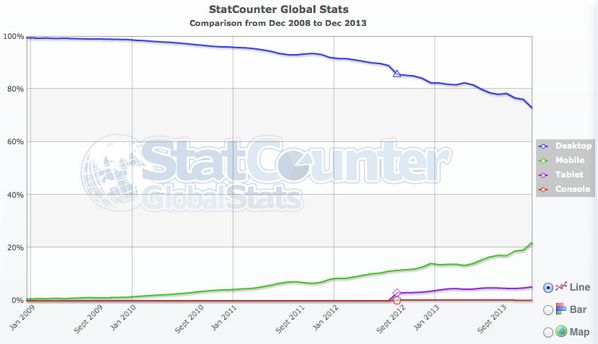 StatCounter Global Stats
Comparison from Dec 2008 to Dec 2013
100%
80%
60%
40%
20%
0%
StatCounter
GlobalStats
Desktop
Mobile
Tablet
Console
Jan 2009
Sept 2009
Jan 2010
Sept 2010
Jan 2011
Sept 2011
Jan 2012
Sept 2012
Jan 2013
Sept 2013
Line
Bar
Map